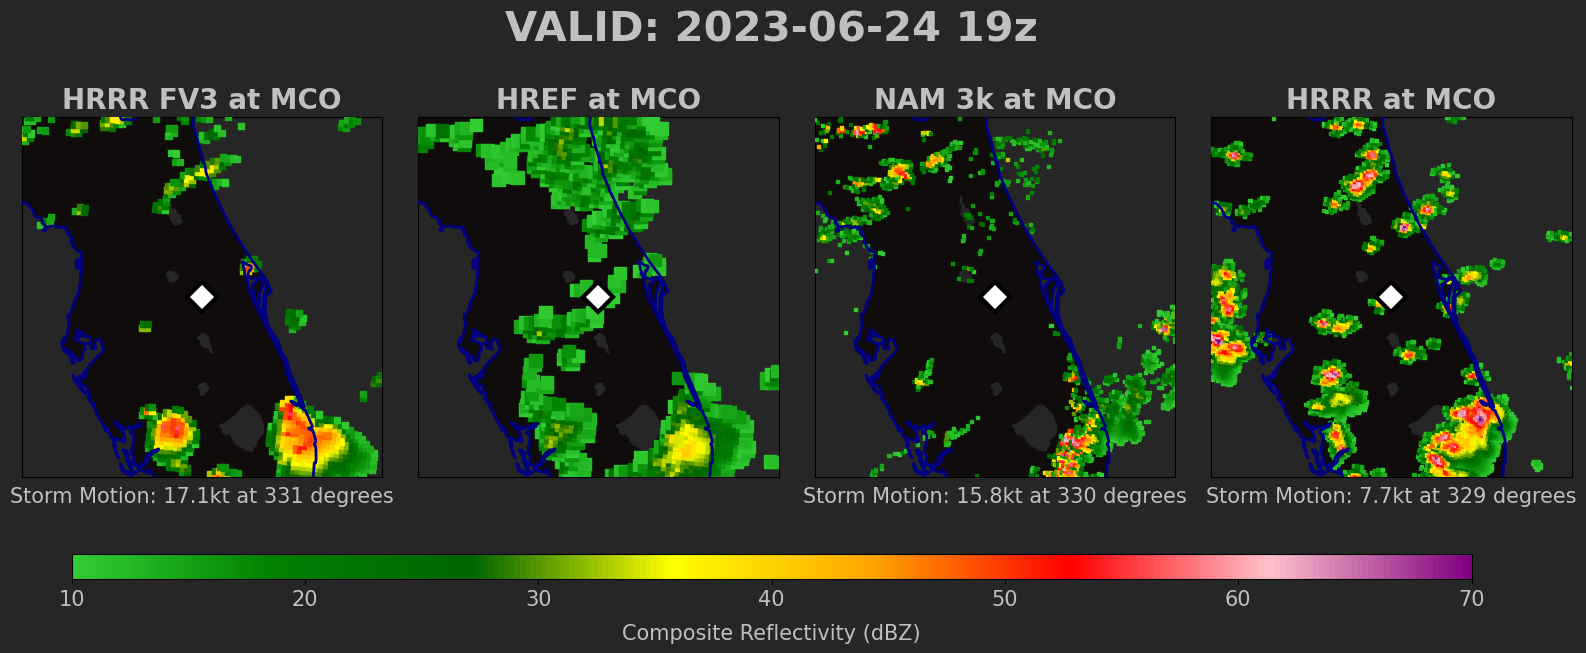 VALID: 2023-06-24 19z
HRRR FV3 at MCO
HREF at MCO
NAM 3k at MCO
HRRR at MCO
Storm Motion: 17.1kt at 331 degrees
Storm Motion: 15.8kt at 330 degrees
Storm Motion: 7.7kt at 329 degrees
10 20 30 40 50 60 70
Composite Reflectivity (dBZ)